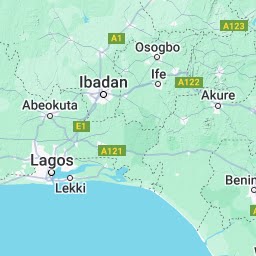 A123
A1
Osogbo
Ibadan
Ife
A122
Abeokuta
Akure
E1
A121
Lagos
Lekki
Benin